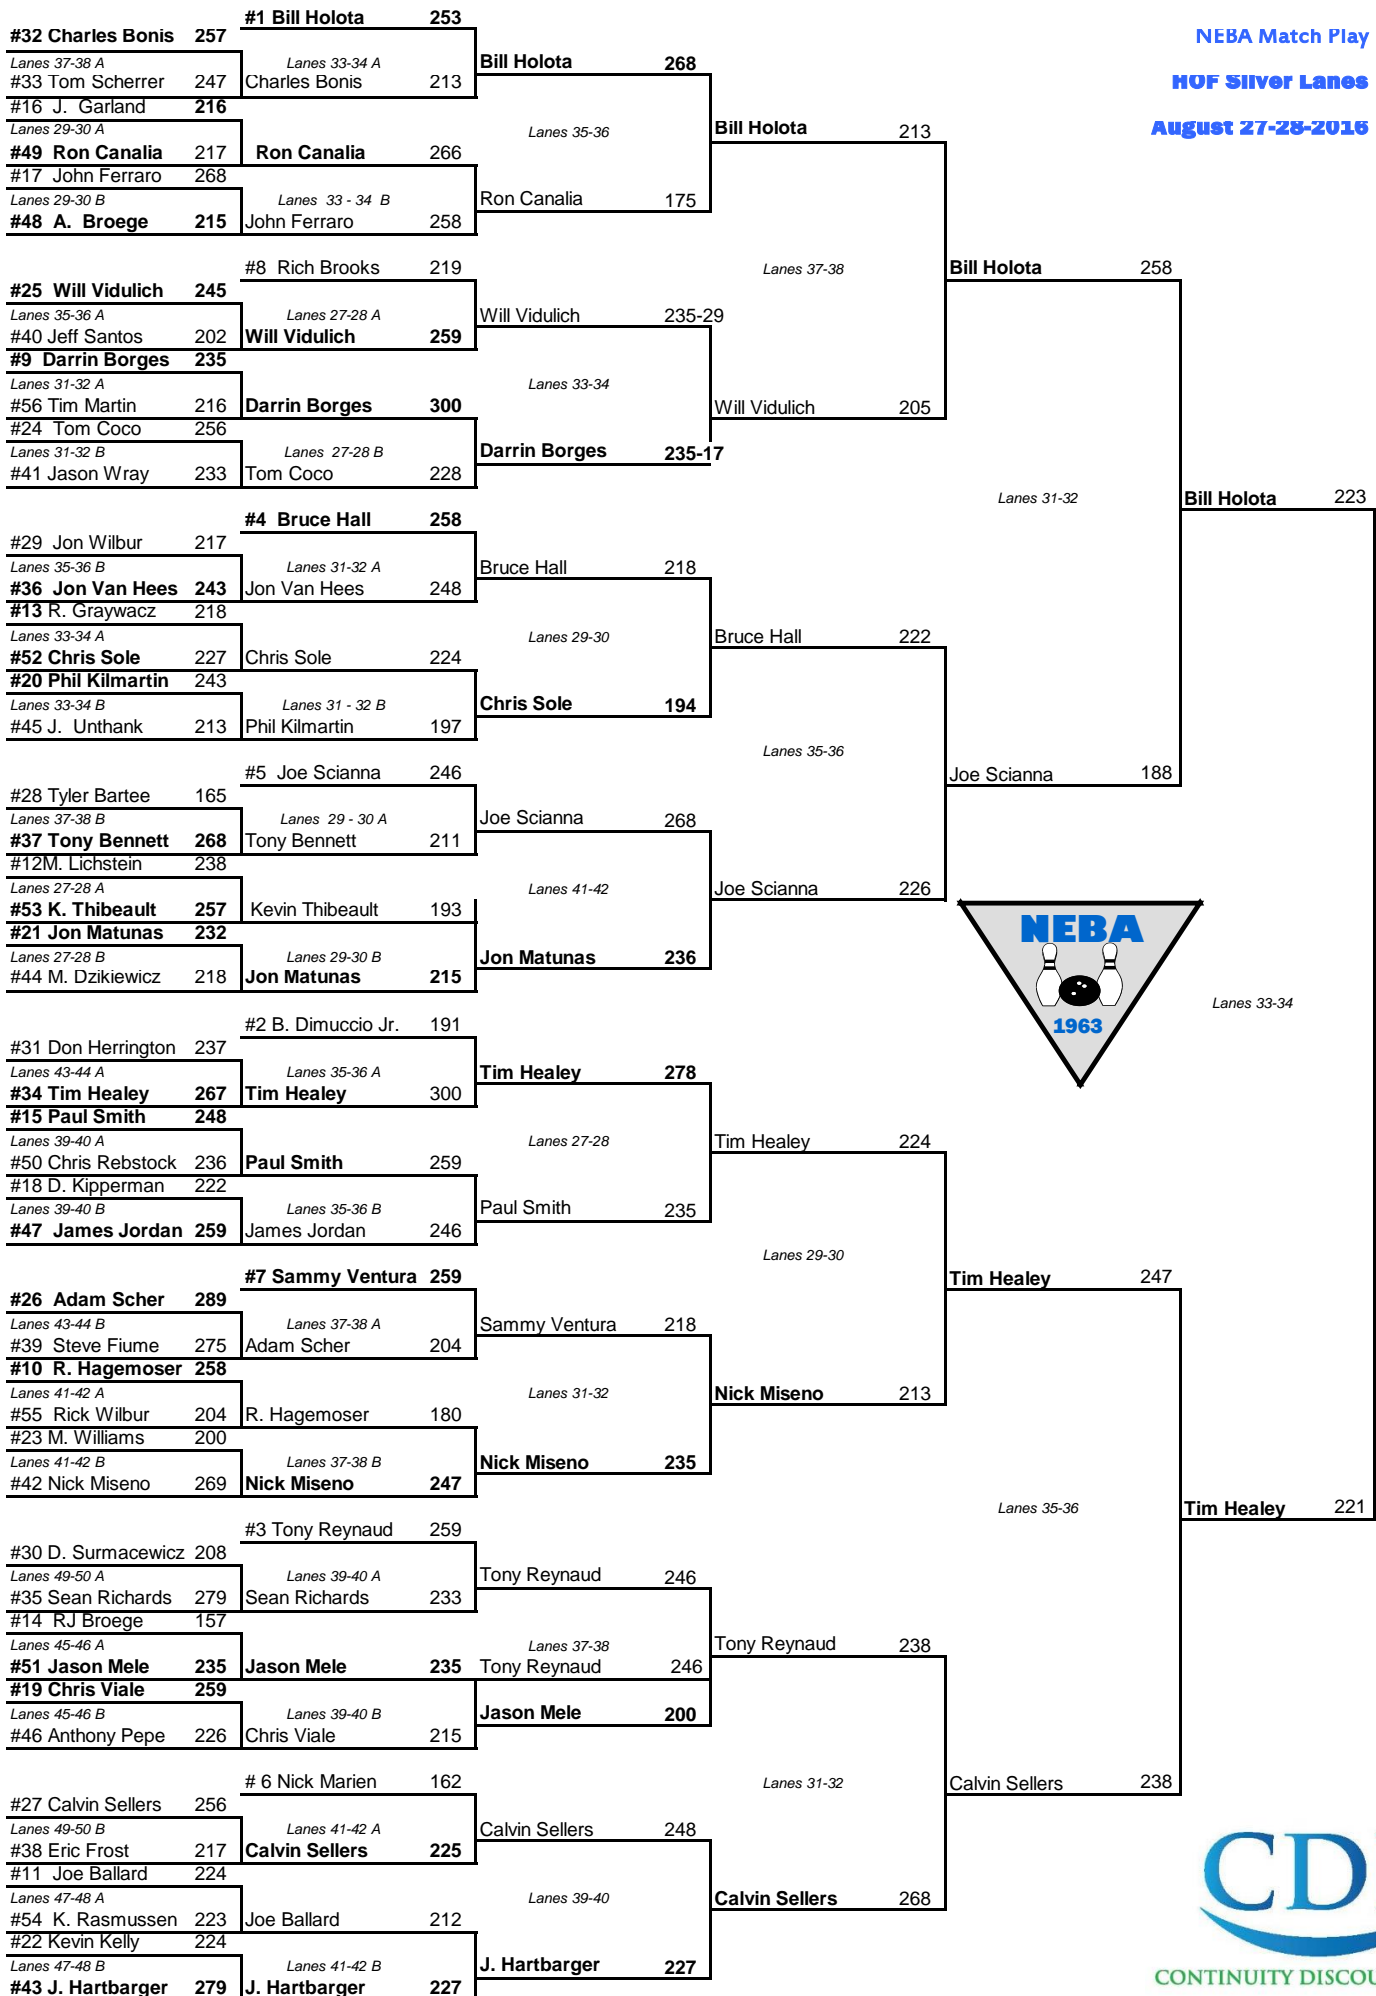 #1 Bill Holota 253
#32 Charles Bonis 257
NEBA Match Play
Lanes 37-38 A
Lanes 33-34 A
Bill Holota 268
#33 Tom Scherrer 247
Charles Bonis 213
HOF Silver Lanes
#16 J. Garland 216
Lanes 29-30 A
Lanes 35-36
Bill Holota 213
August 27-28-2016
#49 Ron Canalia 217
Ron Canalia 266
#17 John Ferraro 268
Lanes 29-30 B
Lanes 33 - 34 B
Ron Canalia 175
#48 A. Broege 215
John Ferraro 258
#8 Rich Brooks 219
Lanes 37-38
Bill Holota 258
#25 Will Vidulich 245
Lanes 35-36 A
Lanes 27-28 A
Will Vidulich 235-29
#40 Jeff Santos 202
Will Vidulich 259
#9 Darrin Borges 235
Lanes 31-32 A
Lanes 33-34
#56 Tim Martin 216
Darrin Borges 300
Will Vidulich 205
#24 Tom Coco 256
Lanes 31-32 B
Lanes 27-28 B
Darrin Borges 235-17
#41 Jason Wray 233
Tom Coco 228
Lanes 31-32
Bill Holota 223
#4 Bruce Hall 258
#29 Jon Wilbur 217
Lanes 35-36 B
Lanes 31-32 A
Bruce Hall 218
#36 Jon Van Hees 243
Jon Van Hees 248
#13 R. Graywacz 218
Lanes 33-34 A
Lanes 29-30
Bruce Hall 222
#52 Chris Sole 227
Chris Sole 224
#20 Phil Kilmartin 243
Lanes 33-34 B
Lanes 31 - 32 B
Chris Sole 194
#45 J. Unthank 213
Phil Kilmartin 197
Lanes 35-36
#5 Joe Scianna 246
Joe Scianna 188
#28 Tyler Bartee 165
Lanes 37-38 B
Lanes 29 - 30 A
Joe Scianna 268
#37 Tony Bennett 268
Tony Bennett 211
#12M. Lichstein 238
Lanes 27-28 A
Lanes 41-42
Joe Scianna 226
#53 K. Thibeault 257
Kevin Thibeault 193
#21 Jon Matunas 232
NEBA
Lanes 27-28 B
Lanes 29-30 B
Jon Matunas 236
#44 M. Dzikiewicz 218
Jon Matunas 215
Lanes 33-34
1963
#2 B. Dimuccio Jr. 191
#31 Don Herrington 237
Lanes 43-44 A
Lanes 35-36 A
Tim Healey 278
#34 Tim Healey 267
Tim Healey 300
#15 Paul Smith 248
Lanes 39-40 A
Lanes 27-28
Tim Healey 224
#50 Chris Rebstock 236
Paul Smith 259
#18 D. Kipperman 222
Lanes 39-40 B
Lanes 35-36 B
Paul Smith 235
#47 James Jordan 259
James Jordan 246
Lanes 29-30
#7 Sammy Ventura 259
Tim Healey 247
#26 Adam Scher 289
Lanes 43-44 B
Lanes 37-38 A
Sammy Ventura 218
#39 Steve Fiume 275
Adam Scher 204
#10 R. Hagemoser 258
Lanes 41-42 A
Lanes 31-32
Nick Miseno 213
#55 Rick Wilbur 204
R. Hagemoser 180
#23 M. Williams 200
Lanes 41-42 B
Lanes 37-38 B
Nick Miseno 235
#42 Nick Miseno 269
Nick Miseno 247
Lanes 35-36
Tim Healey 221
#3 Tony Reynaud 259
#30 D. Surmacewicz 208
Lanes 49-50 A
Lanes 39-40 A
Tony Reynaud 246
#35 Sean Richards 279
Sean Richards 233
#14 RJ Broege 157
Lanes 45-46 A
Lanes 37-38
Tony Reynaud 238
#51 Jason Mele 235
Jason Mele 235
Tony Reynaud 246
#19 Chris Viale 259
Lanes 45-46 B
Lanes 39-40 B
Jason Mele 200
#46 Anthony Pepe 226
Chris Viale 215
# 6 Nick Marien 162
Lanes 31-32
Calvin Sellers 238
#27 Calvin Sellers 256
Lanes 49-50 B
Lanes 41-42 A
Calvin Sellers 248
#38 Eric Frost 217
Calvin Sellers 225
#11 Joe Ballard 224
Lanes 47-48 A
Lanes 39-40
Calvin Sellers 268
#54 K. Rasmussen 223
Joe Ballard 212
CD
#22 Kevin Kelly 224
Lanes 47-48 B
Lanes 41-42 B
J. Hartbarger 227
#43 J. Hartbarger 279
J. Hartbarger 227
CONTINUITY DISCOU